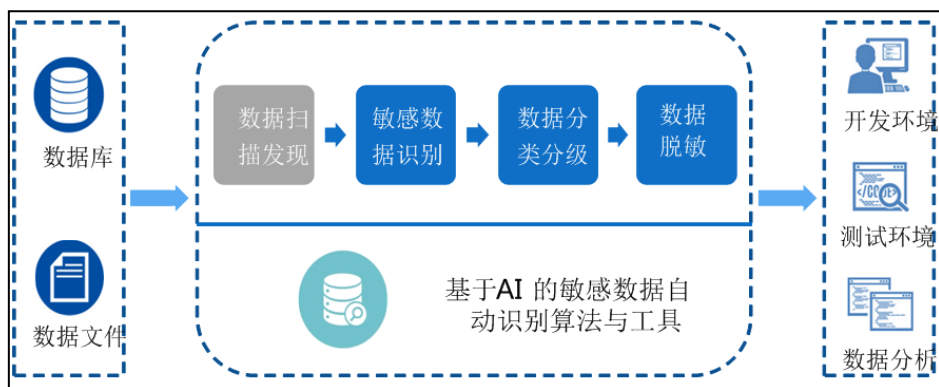 数据库
数据文件
数据扫
描发现
敏感数
据识别
数据分
类分级
数据
脱敏
基于AI 的敏感数据自
动识别算法与工具
开发环境
</CODE>
测试环境
数据分析